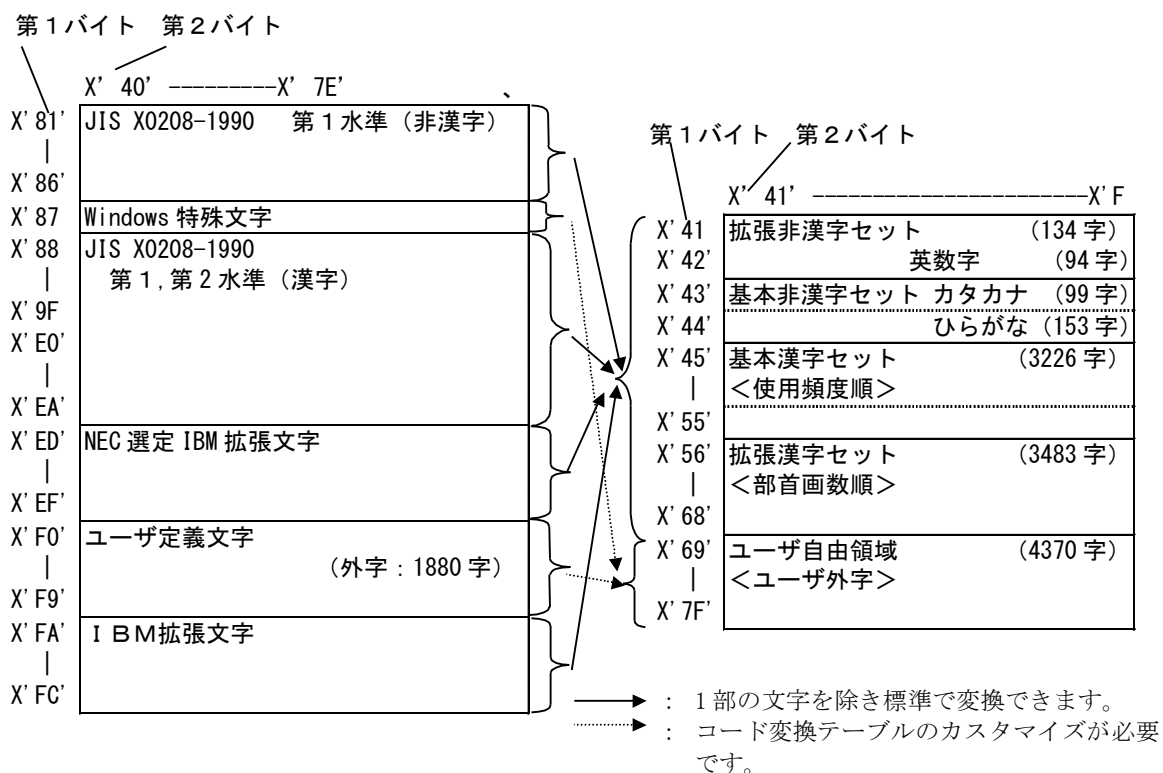 第１バイト 第２バイト
X' 40' ---------X' 7E' 、
X'81' JIS X0208-1990 第１水準（非漢字）
|
X'86'
X'87 Windows 特殊文字
X'88 JIS X0208-1990
| 第１,第２水準（漢字）
X'9F
X'E0'
|
X'EA'
X'ED' NEC 選定 IBM 拡張文字
|
X'EF'
X'F0' ユーザ定義文字
| (外字：1880 字)
X'F9'
X'FA' ＩＢＭ拡張文字
|
X'FC'
第１バイト 第２バイト
X' 41' -----------------------X'F
X'41 拡張非漢字セット (134 字)
X'42' 英数字 (94 字)
X'43' 基本非漢字セット カタカナ (99 字)
X'44' ひらがな (153 字)
X'45' 基本漢字セット (3226 字)
| ＜使用頻度順＞
X'55'
X'56' 拡張漢字セット (3483 字)
| ＜部首画数順＞
X'68'
X'69' ユーザ自由領域 (4370 字)
| ＜ユーザ外字＞
X'7F'
： 1 部の文字を除き標準で変換できます。
： コード変換テーブルのカスタマイズが必要
です。